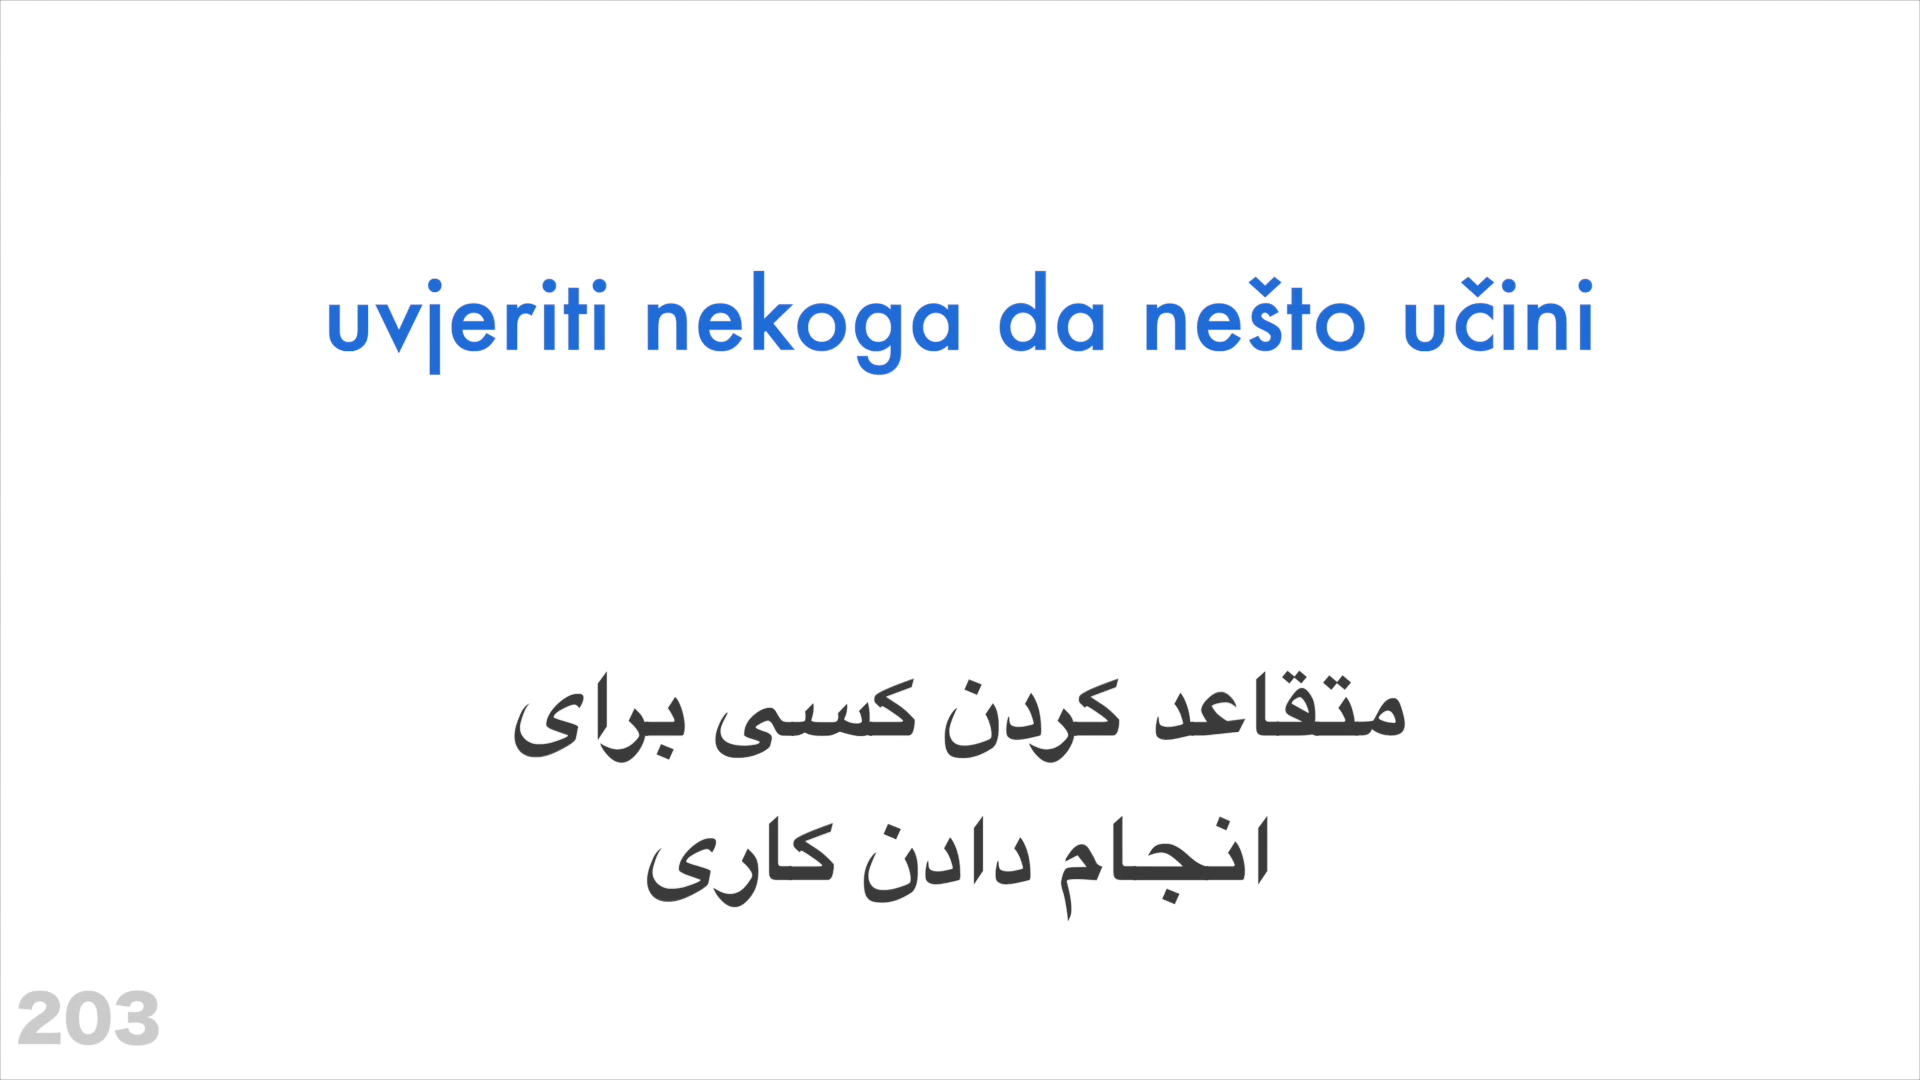 uvjeriti nekoga da nešto učini
متقاعد کردن کسی برای
انجام دادن کاری
203